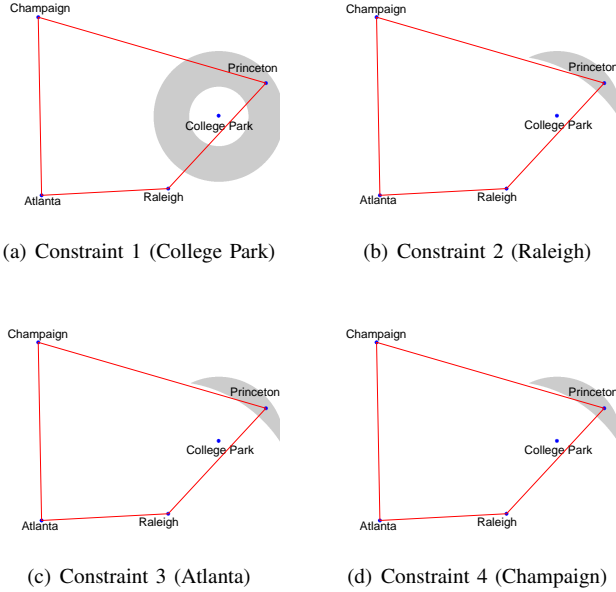 Champaign
Princeton
College Park
Atlanta
Raleigh
(a) Constraint 1 (College Park)
Champaign
Princeton
College Park
Atlanta
Raleigh
(b) Constraint 2 (Raleigh)
Champaign
Princeton
College Park
Atlanta
Raleigh
(c) Constraint 3 (Atlanta)
Champaign
Princeton
College Park
Atlanta
Raleigh
(d) Constraint 4 (Champaign)